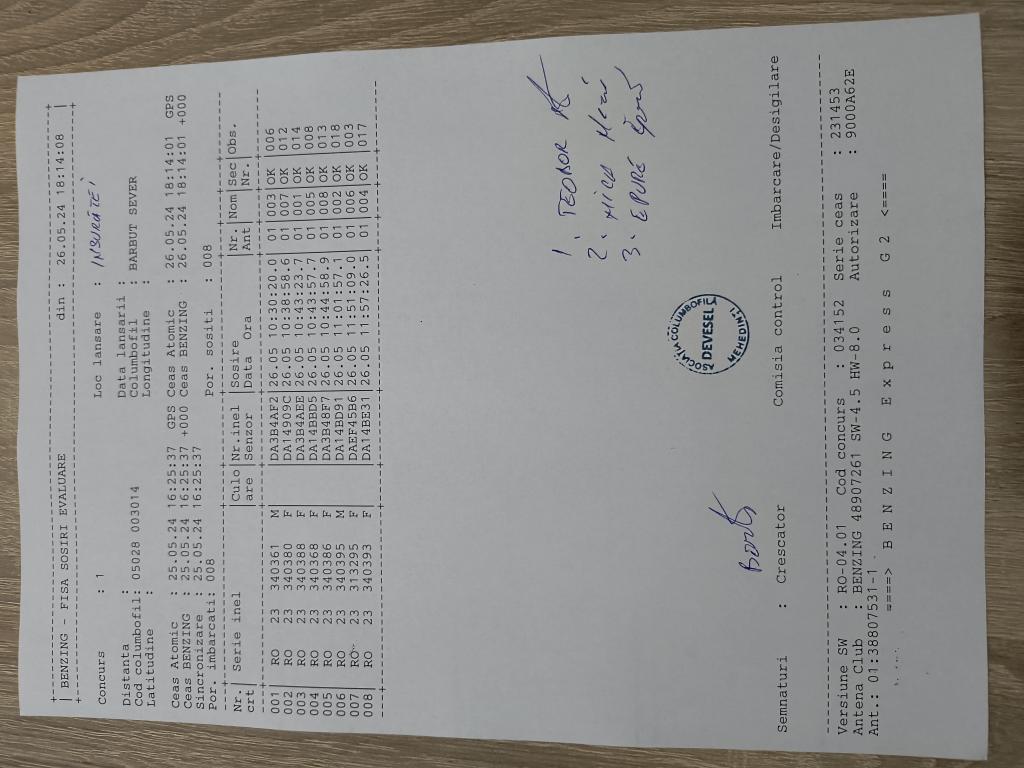 | BENZING - FISA SOSIRI EVALUARE din : 26.05.24 18:14:08 |
Concurs : 1 Loc lansare : INSURĂȚEI
Distanta : Data lansarii :
Cod columbofil: 05028 003014 Columbofil : BARBUT SEVER
Latitudine : Longitudine :
Ceas Atomic : 25.05.24 16:25:37 GPS Ceas Atomic : 26.05.24 18:14:01 GPS
Ceas BENZING : 25.05.24 16:25:37 +000 Ceas BENZING : 26.05.24 18:14:01 +000
Sincronizare : 25.05.24 16:25:37
Por. imbarcati: 008 Por. sositi : 008
Nr.| Serie inel |Culo|Nr.inel |Sosire |Nr.|Nom|Sec|Obs.
crt| |are |Senzor |Data Ora |Ant|Nr.|
001| RO 23 340361 M |DA3B4AF2|26.05 10:30:20.0| 01|003|OK |006
002| RO 23 340380 F |DA14909C|26.05 10:38:58.6| 01|007|OK |012
003| RO 23 340388 F |DA3B4AEE|26.05 10:43:23.7| 01|001|OK |014
004| RO 23 340368 F |DA14BBD5|26.05 10:43:57.7| 01|005|OK |008
005| RO 23 340386 F |DA3B48F7|26.05 10:44:58.9| 01|008|OK |013
006| RO 23 340395 M |DA14BD91|26.05 11:01:57.1| 01|002|OK |018
007| RO 23 313295 F |DAEF45B6|26.05 11:51:02.9| 01|006|OK |003
008| RO 23 340393 F |DA14BE31|26.05 11:57:26.5| 01|004|OK |017
1. TEODOR
2. MICU
3. EPURE
ASOCIAȚIA COLUMBOFILĂ
DEVESEL
MEHEDINȚI
Semnaturi : Crescator Comisia control Imbarcare/Desigilare
Versiune SW : RO-04.01 Cod concurs : 034152 Serie ceas : 231453
Antena Club : BENZING 48907261 SW-4.5 HW-8.0 Autorizare : 9000A62E
Ant.: 01:38807531-1
====> B E N Z I N G E x p r e s s G 2 <====